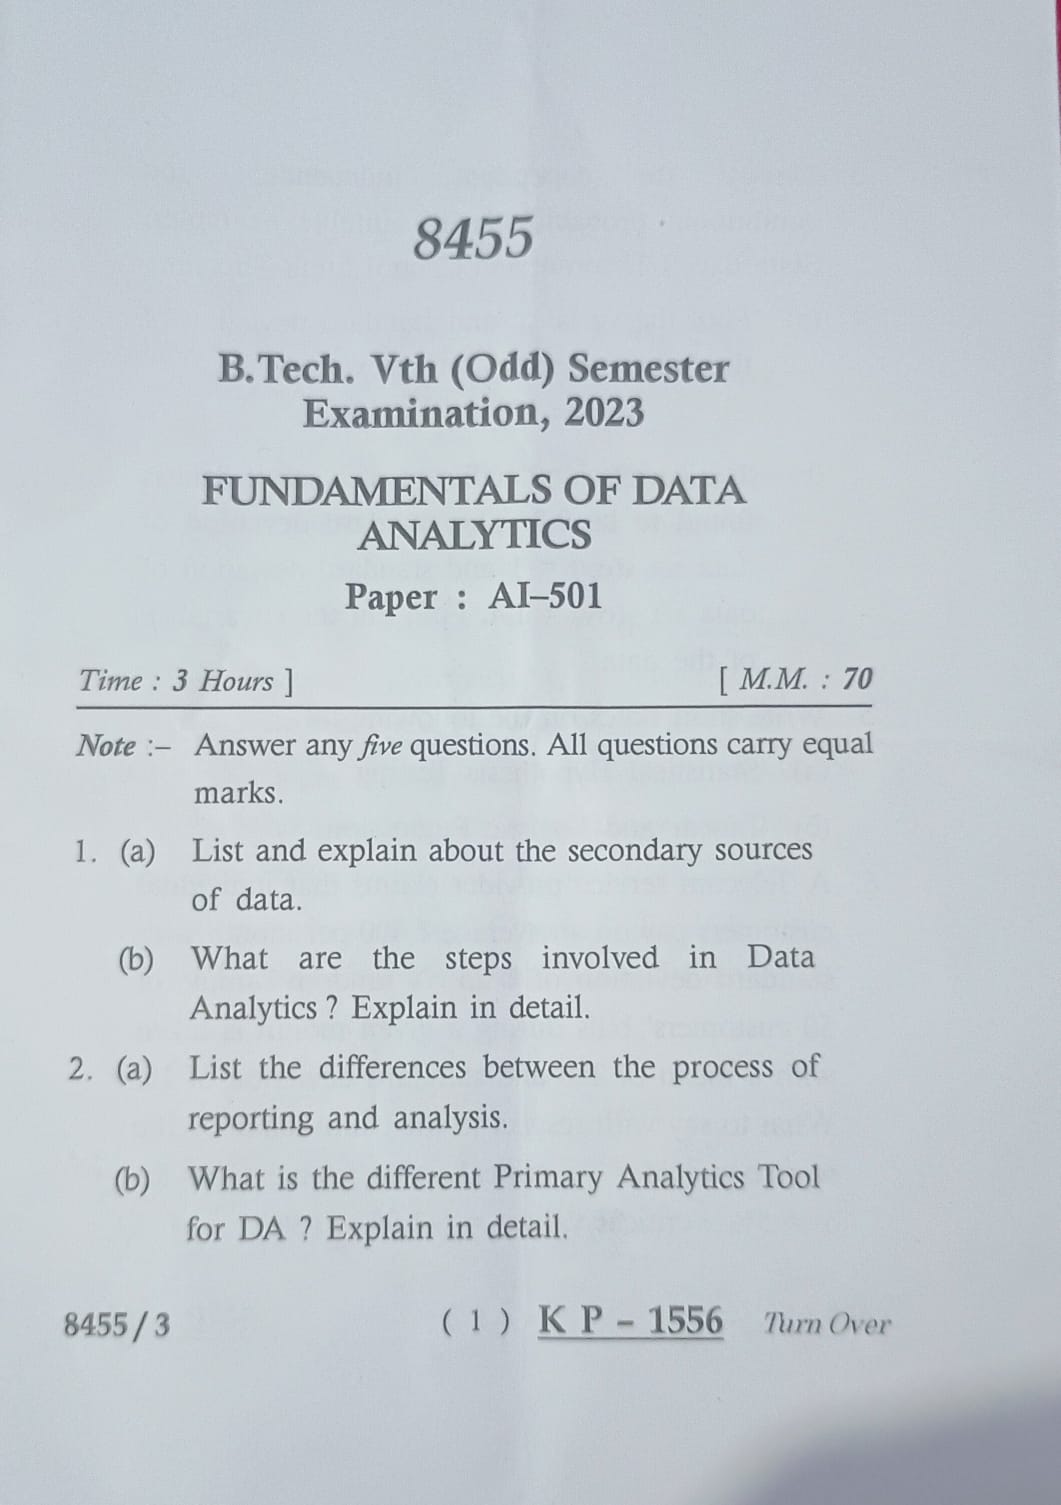 8455
B.Tech. Vth (Odd) Semester
Examination, 2023
FUNDAMENTALS OF DATA
ANALYTICS
Paper : AI–501
Time : 3 Hours ] [ M.M. : 70
Note :– Answer any five questions. All questions carry equal
marks.
1. (a) List and explain about the secondary sources
of data.
(b) What are the steps involved in Data
Analytics ? Explain in detail.
2. (a) List the differences between the process of
reporting and analysis.
(b) What is the different Primary Analytics Tool
for DA ? Explain in detail.
8455 / 3 ( 1 ) K P – 1556 Turn Over